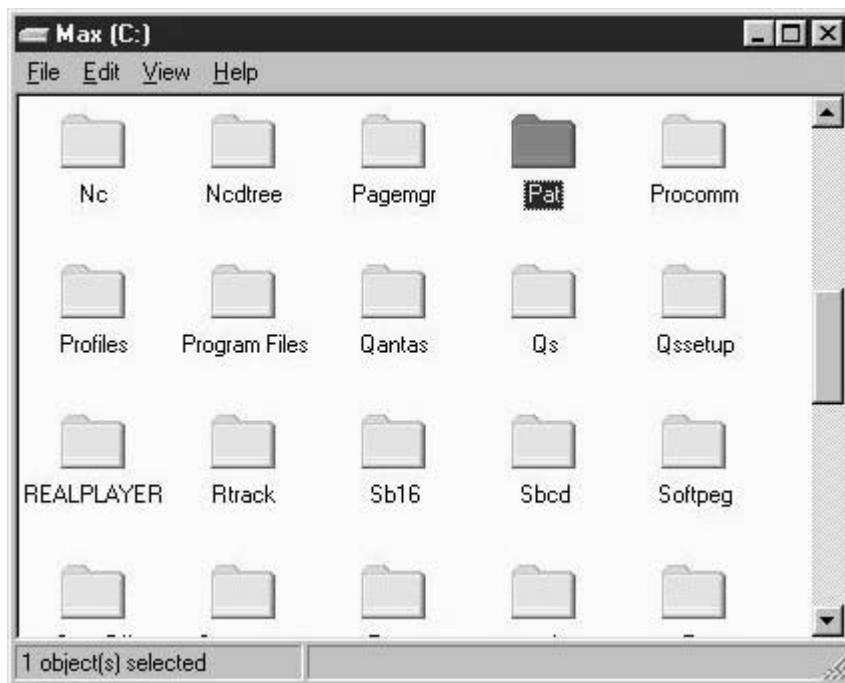 Max (C:)
File Edit View Help
Nc Ncdtree Pagemgr Pat Procomm
Profiles Program Files Qantas Qs Qssetup
REALPLAYER Rtrack Sb16 Sbcd Softpeg
1 object(s) selected